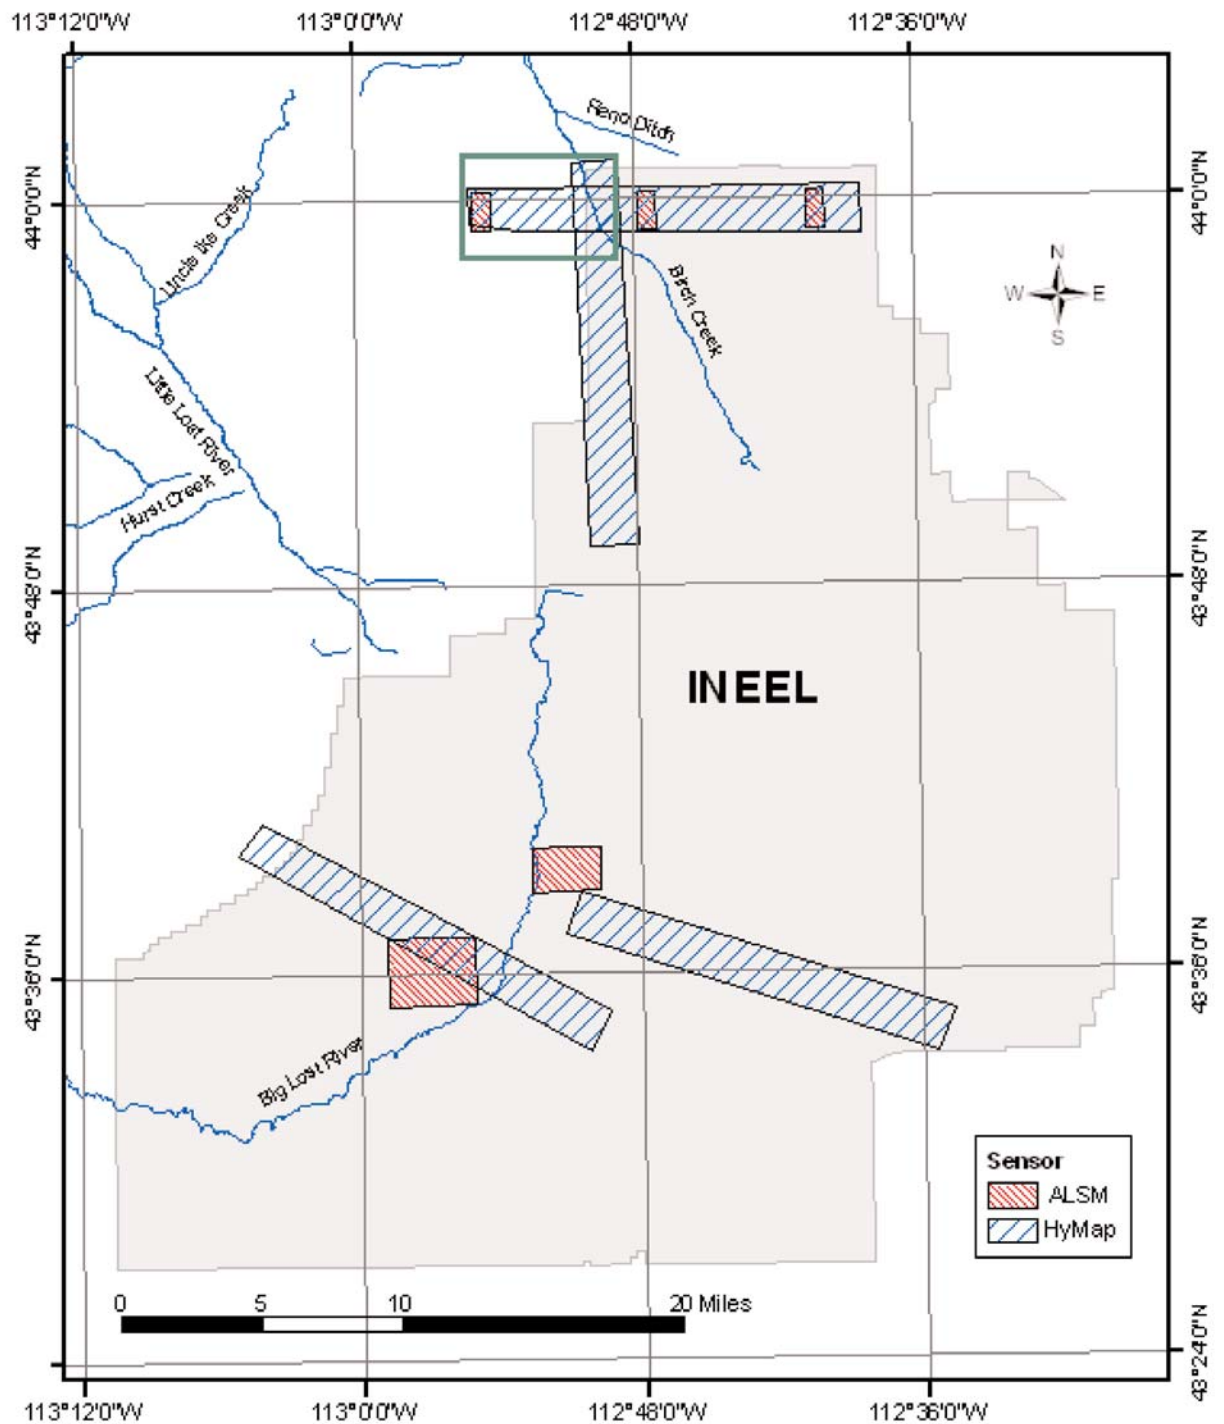 113°12'0"W 113°0'0"W 112°48'0"W 112°36'0"W
Reno Ditch
44°0'0"N
44°0'0"N
Uncle Ike Creek
Birch Creek
N
W E
S
Little Lost River
Hurst Creek
43°48'0"N
43°48'0"N
INEEL
43°36'0"N
43°36'0"N
Big Lost River
Sensor
ALSM
HyMap
0 5 10 20 Miles
43°24'0"N
113°12'0"W 113°0'0"W 112°48'0"W 112°36'0"W